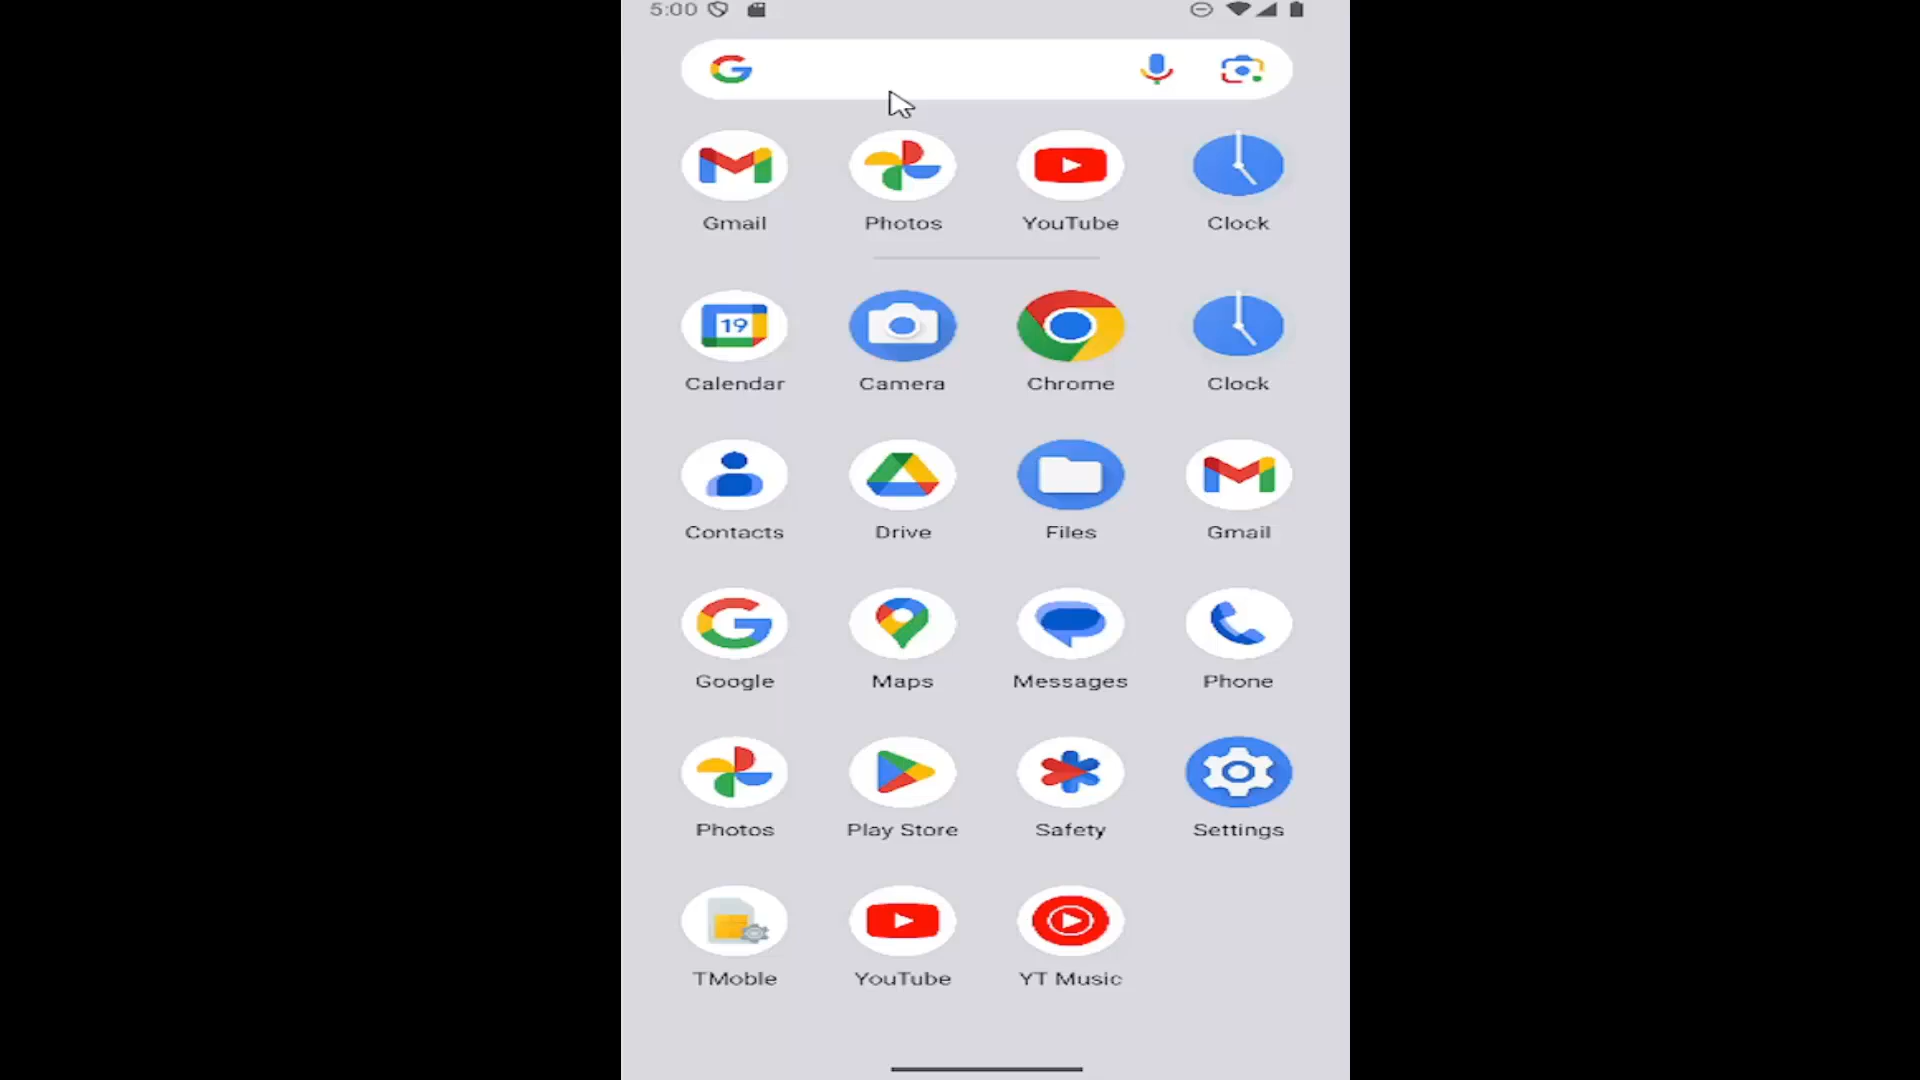 5:00
Gmail Photos YouTube Clock
19
Calendar Camera Chrome Clock
Contacts Drive Files Gmail
Google Maps Messages Phone
Photos Play Store Safety Settings
TMoble YouTube YT Music